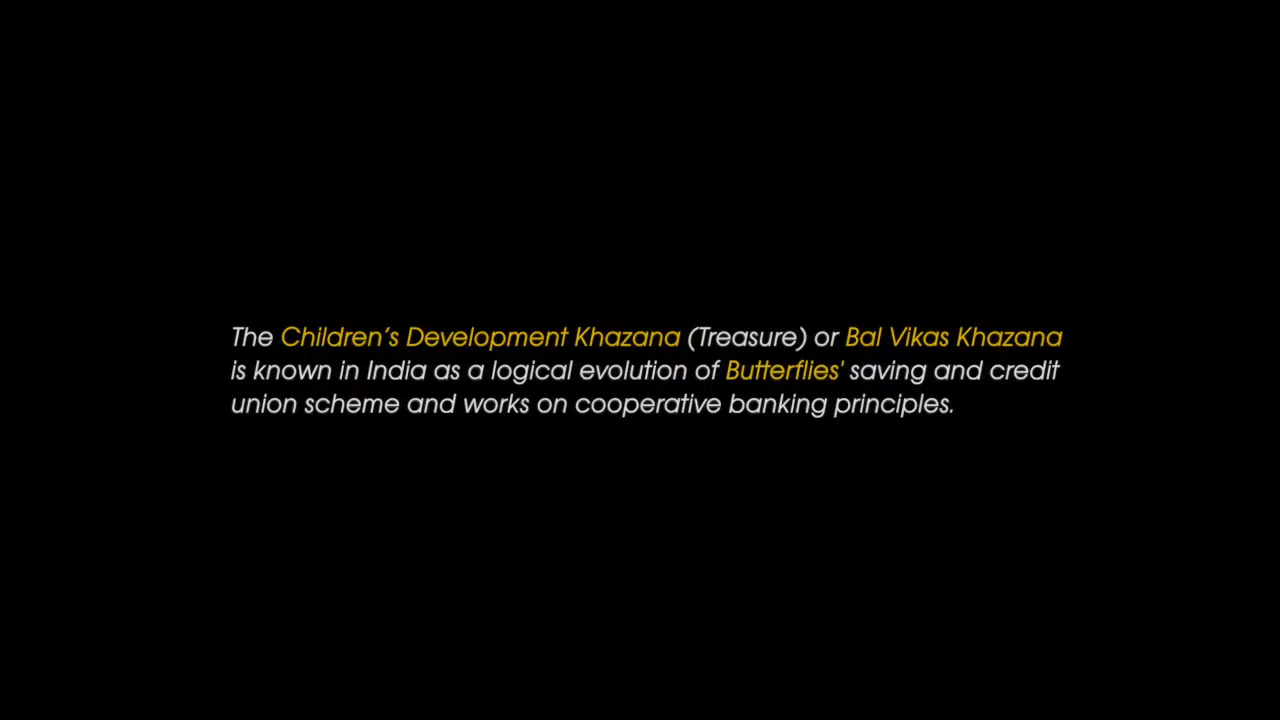 The Children’s Development Khazana (Treasure) or Bal Vikas Khazana
is known in India as a logical evolution of Butterflies' saving and credit
union scheme and works on cooperative banking principles.